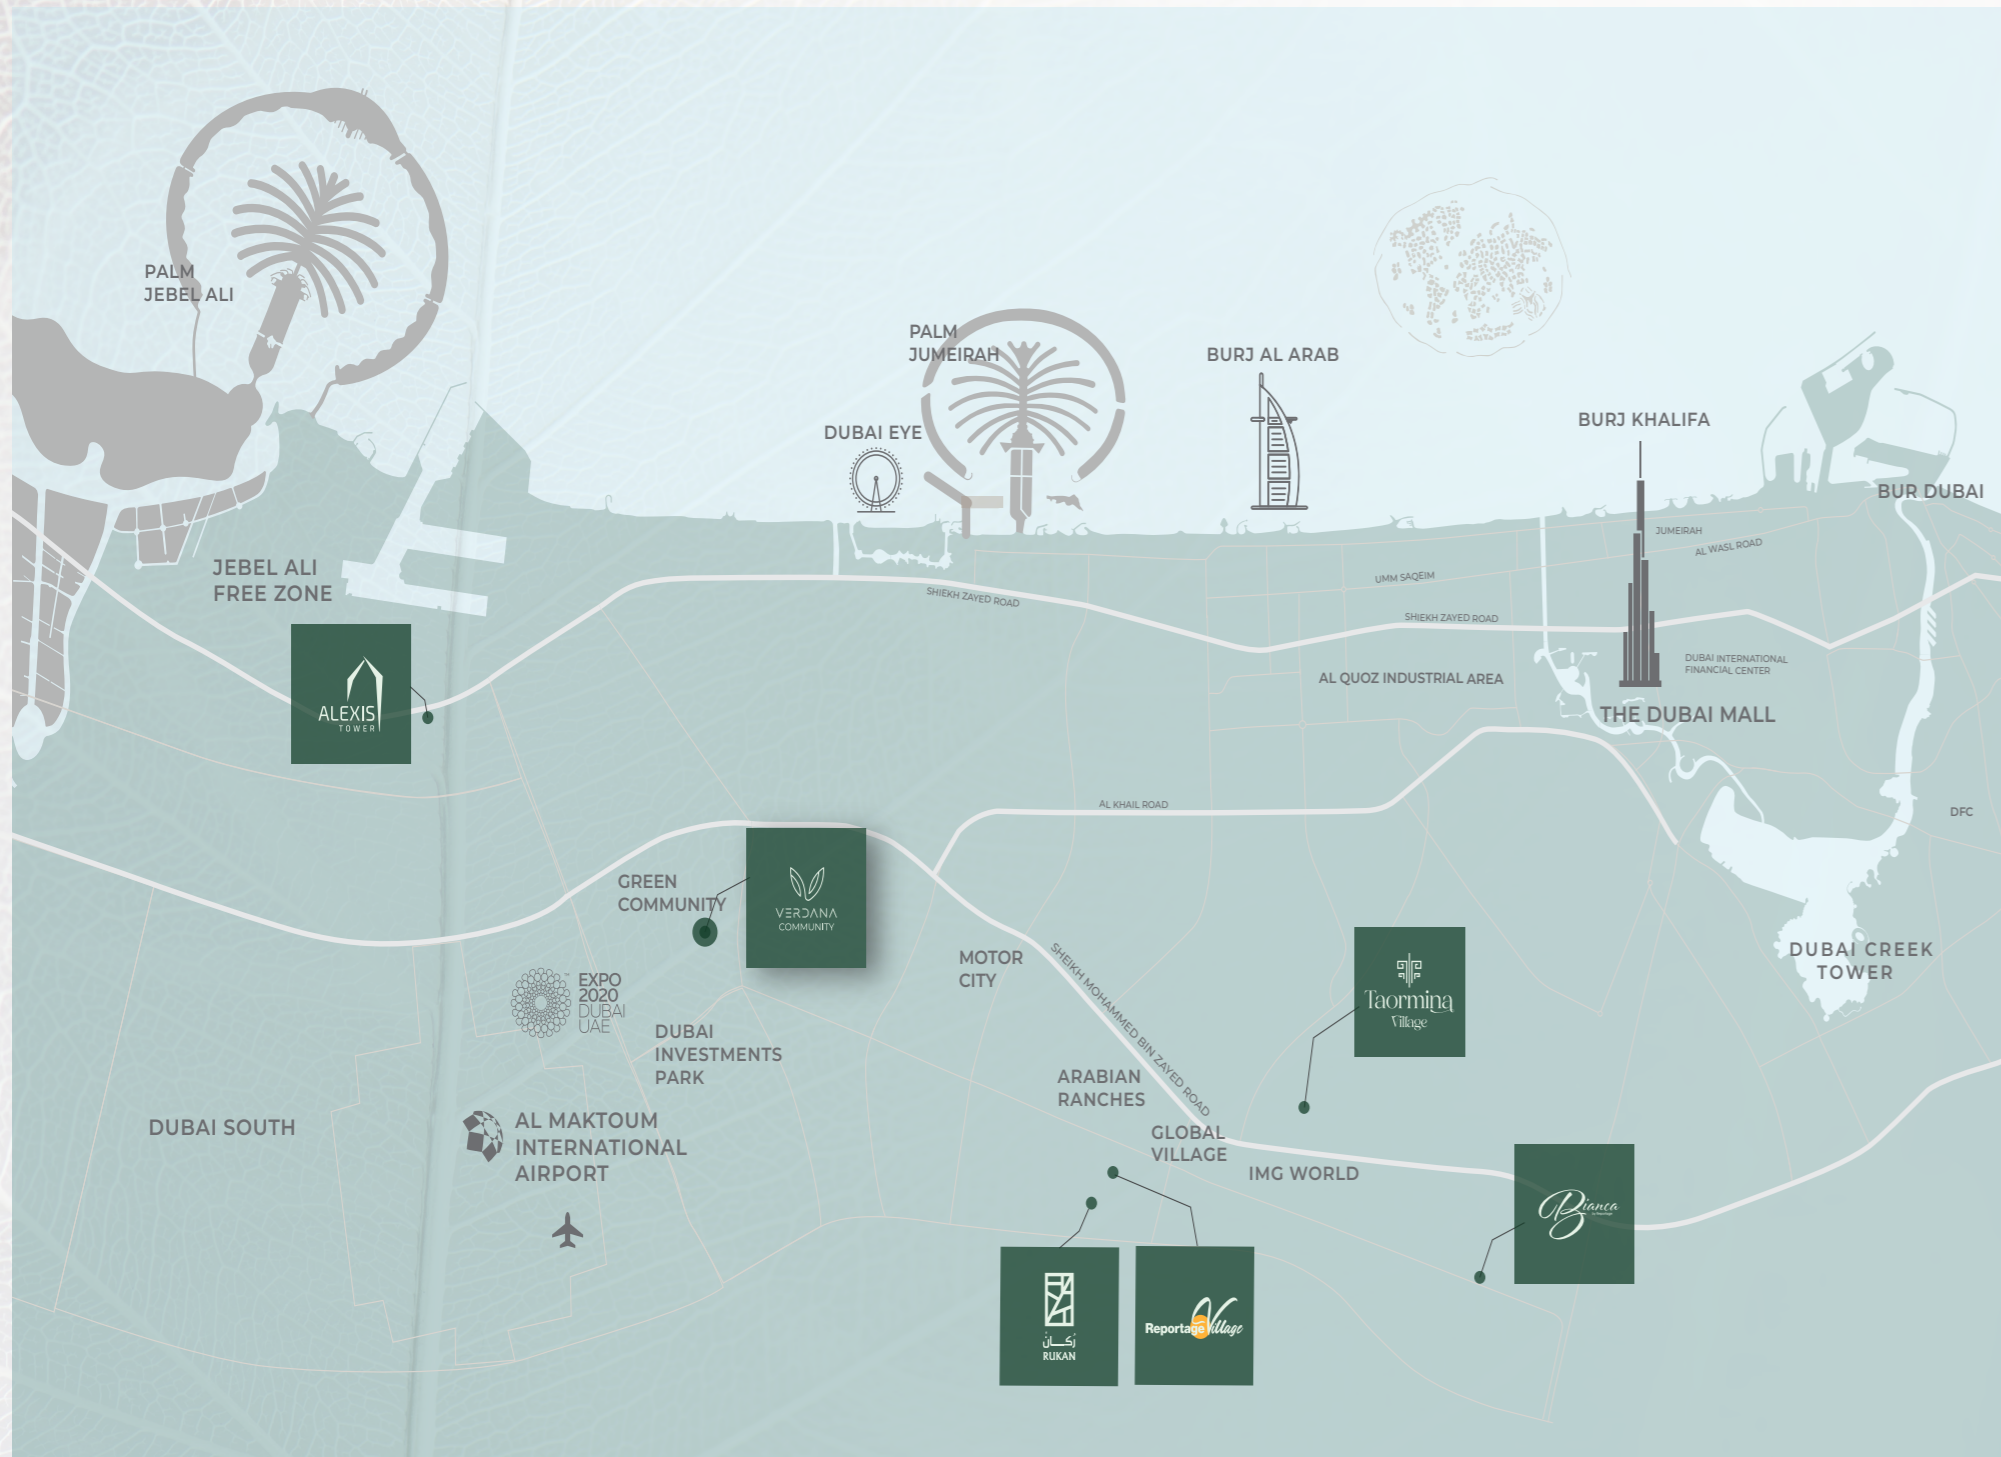 PALM
JEBEL ALI
PALM
JUMEIRAH
BURJ AL ARAB
BURJ KHALIFA
DUBAI EYE
BUR DUBAI
JUMEIRAH
AL WASL ROAD
JEBEL ALI
FREE ZONE
UMM SAQEIM
SHIEKH ZAYED ROAD
SHIEKH ZAYED ROAD
DUBAI INTERNATIONAL
FINANCIAL CENTER
AL QUOZ INDUSTRIAL AREA
ALEXIS
TOWER
THE DUBAI MALL
AL KHAIL ROAD
DFC
GREEN
COMMUNITY
VERDANA
COMMUNITY
MOTOR
CITY
SHEIKH MOHAMMED BIN ZAYED ROAD
DUBAI CREEK
TOWER
Taormina
Village
EXPO
2020
DUBAI
UAE
TM
DUBAI
INVESTMENTS
PARK
ARABIAN
RANCHES
DUBAI SOUTH
AL MAKTOUM
INTERNATIONAL
AIRPORT
GLOBAL
VILLAGE
IMG WORLD
Bianca
رُكــانْ
RUKAN
Reportage Village